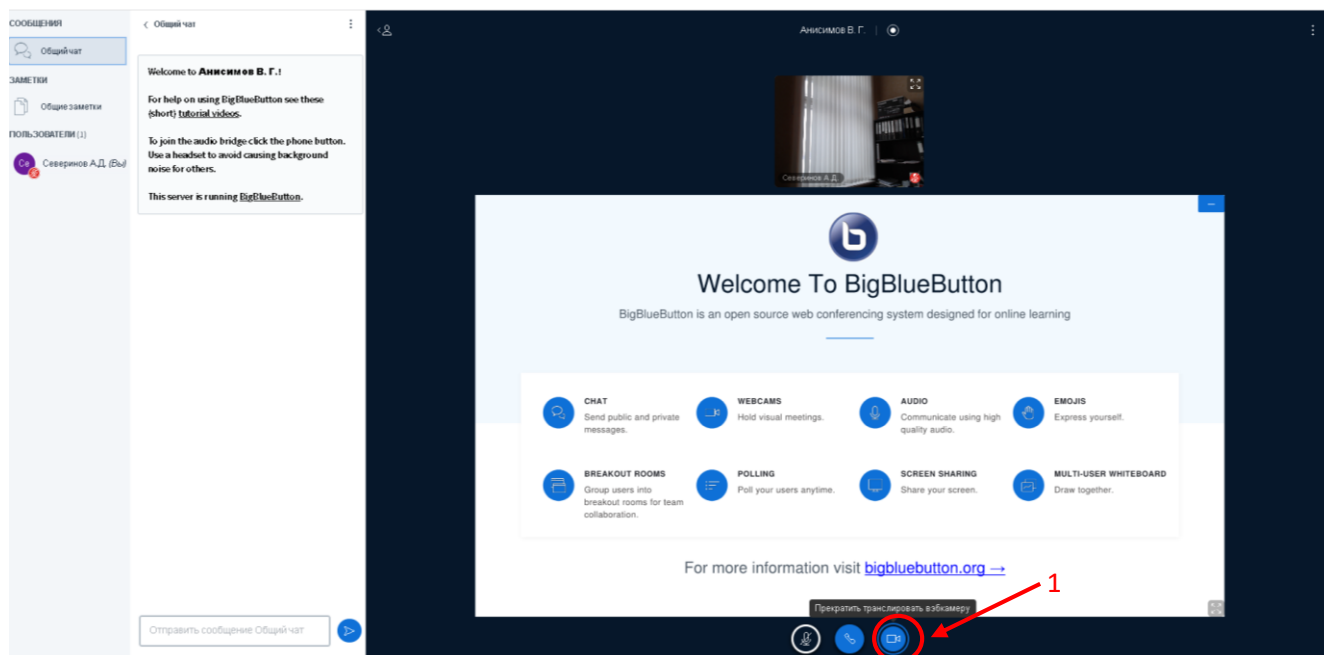 СООБЩЕНИЯ
Общий чат
ЗАМЕТКИ
Общие заметки
ПОЛЬЗОВАТЕЛИ (1)
Се
Северинов А.Д. (Вы)
Общий чат
Welcome to Анисимов В. Г.!
For help on using BigBlueButton see these
(short) tutorial videos.
To join the audio bridge click the phone button.
Use a headset to avoid causing background
noise for others.
This server is running BigBlueButton.
Отправить сообщение Общий чат
Анисимов В. Г.
Северинов А.Д.
Welcome To BigBlueButton
BigBlueButton is an open source web conferencing system designed for online learning
CHAT
Send public and private
messages.
WEBCAMS
Hold visual meetings.
AUDIO
Communicate using high
quality audio.
EMOJIS
Express yourself.
BREAKOUT ROOMS
Group users into
breakout rooms for team
collaboration.
POLLING
Poll your users anytime.
SCREEN SHARING
Share your screen.
MULTI-USER WHITEBOARD
Draw together.
For more information visit bigbluebutton.org →
Прекратить транслировать вэбкамеру
1